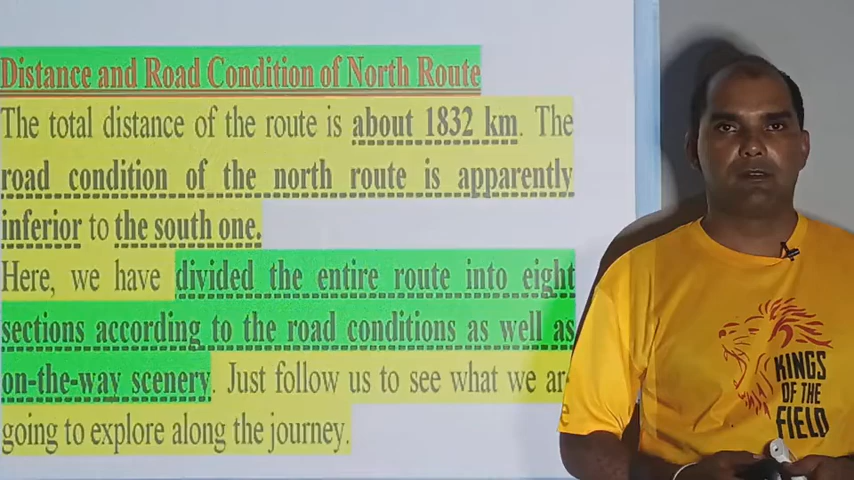 Distance and Road Condition of North Route
The total distance of the route is about 1832 km. The
road condition of the north route is apparently
inferior to the south one.
Here, we have divided the entire route into eight
sections according to the road conditions as well as
on-the-way scenery. Just follow us to see what we are
going to explore along the journey.
KINGS
OF THE
FIELD